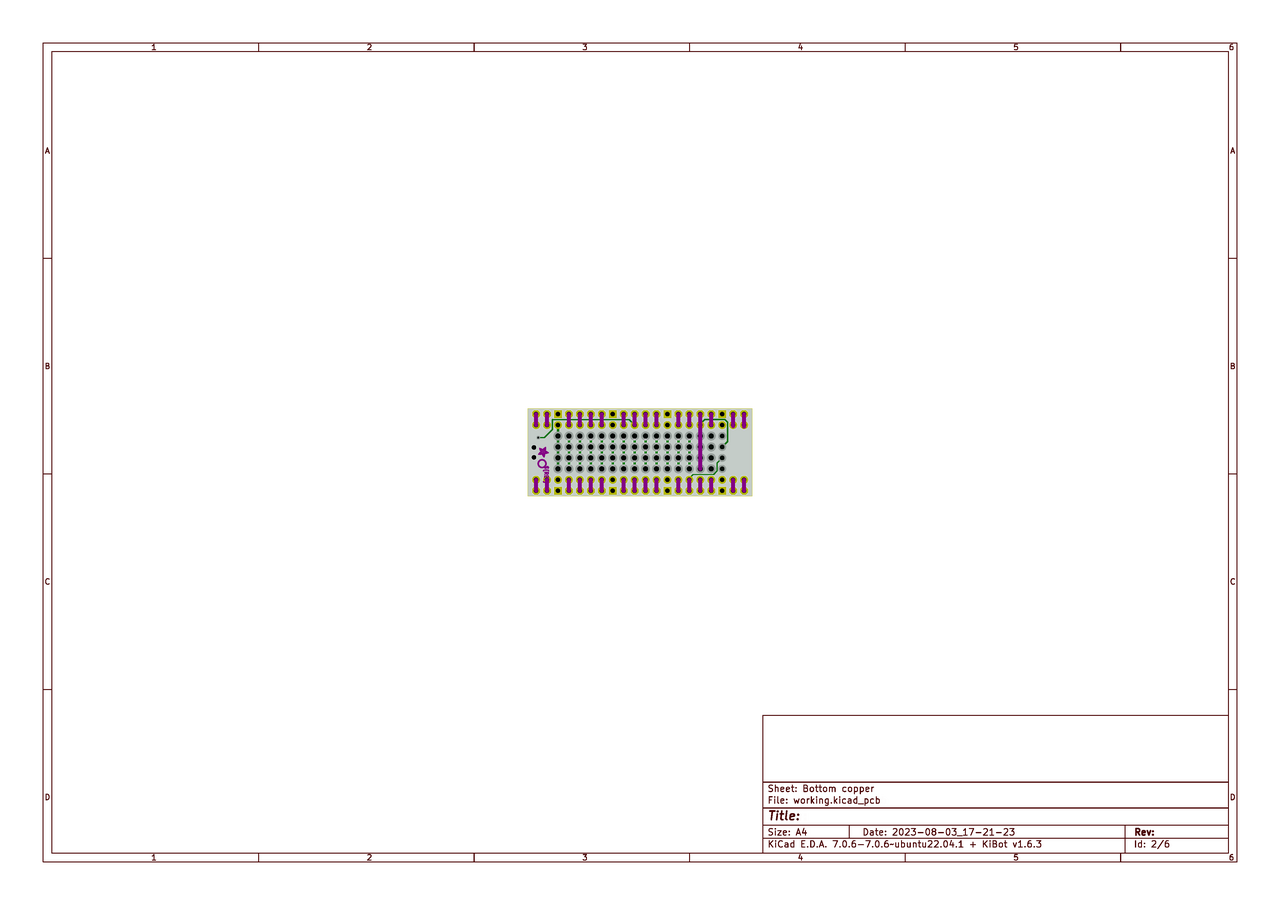 1 2 3 4 5 6
A A
B B
C C
D D
Sheet: Bottom copper
File: working.kicad_pcb
Title:
Size: A4 Date: 2023-08-03_17-21-23 Rev:
KiCad E.D.A. 7.0.6-7.0.6~ubuntu22.04.1 + KiBot v1.6.3 Id: 2/6
1 2 3 4 5 6